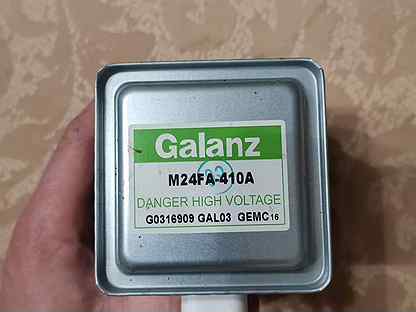 Galanz
M24FA-410A
DANGER HIGH VOLTAGE
G0316909 GAL03 GEMC16